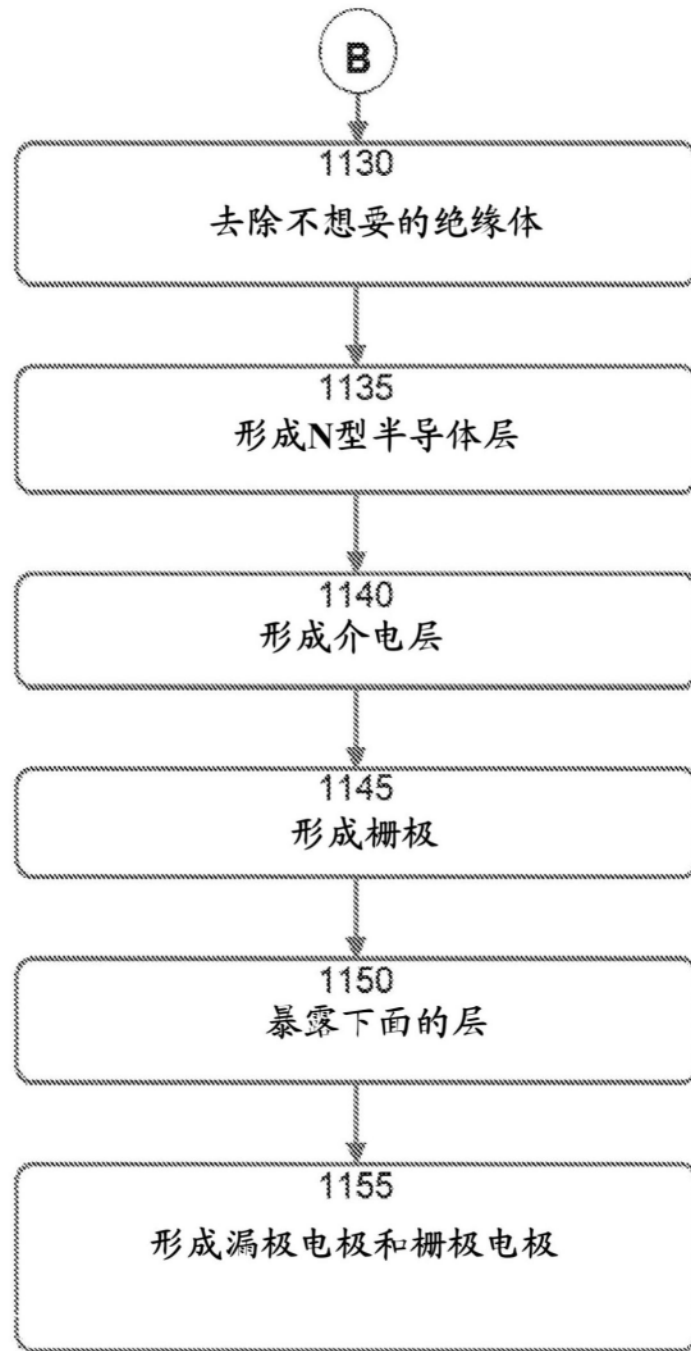 B
1130
去除不想要的绝缘体
1135
形成N型半导体层
1140
形成介电层
1145
形成栅极
1150
暴露下面的层
1155
形成漏极电极和栅极电极